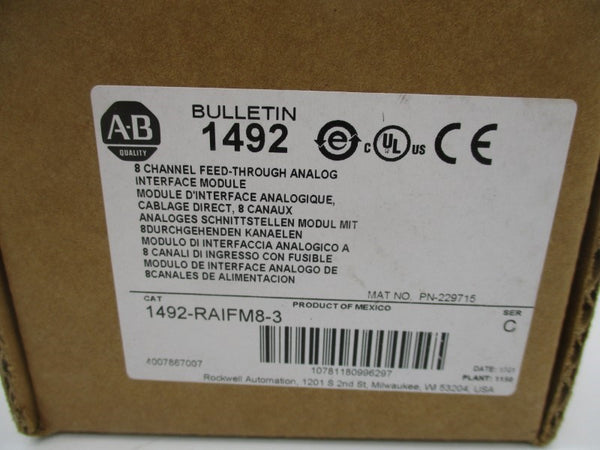 A-B
QUALITY
BULLETIN
1492
e
C UL US
CE
8 CHANNEL FEED-THROUGH ANALOG
INTERFACE MODULE
MODULE D'INTERFACE ANALOGIQUE,
CABLAGE DIRECT, 8 CANAUX
ANALOGES SCHNITTSTELLEN MODUL MIT
8DURCHGEHENDEN KANAELEN
MODULO DI INTERFACCIA ANALOGICO A
8 CANALI DI INGRESSO CON FUSIBLE
MODULO DE INTERFACE ANALOGO DE
8CANALES DE ALIMENTACION
MAT NO. PN-229715
CAT
PRODUCT OF MEXICO
SER
1492-RAIFM8-3
C
4007867007
10781180996297
DATE:
PLANT: 1150
Rockwell Automation, 1201 S 2nd St, Milwaukee, WI 53204, USA